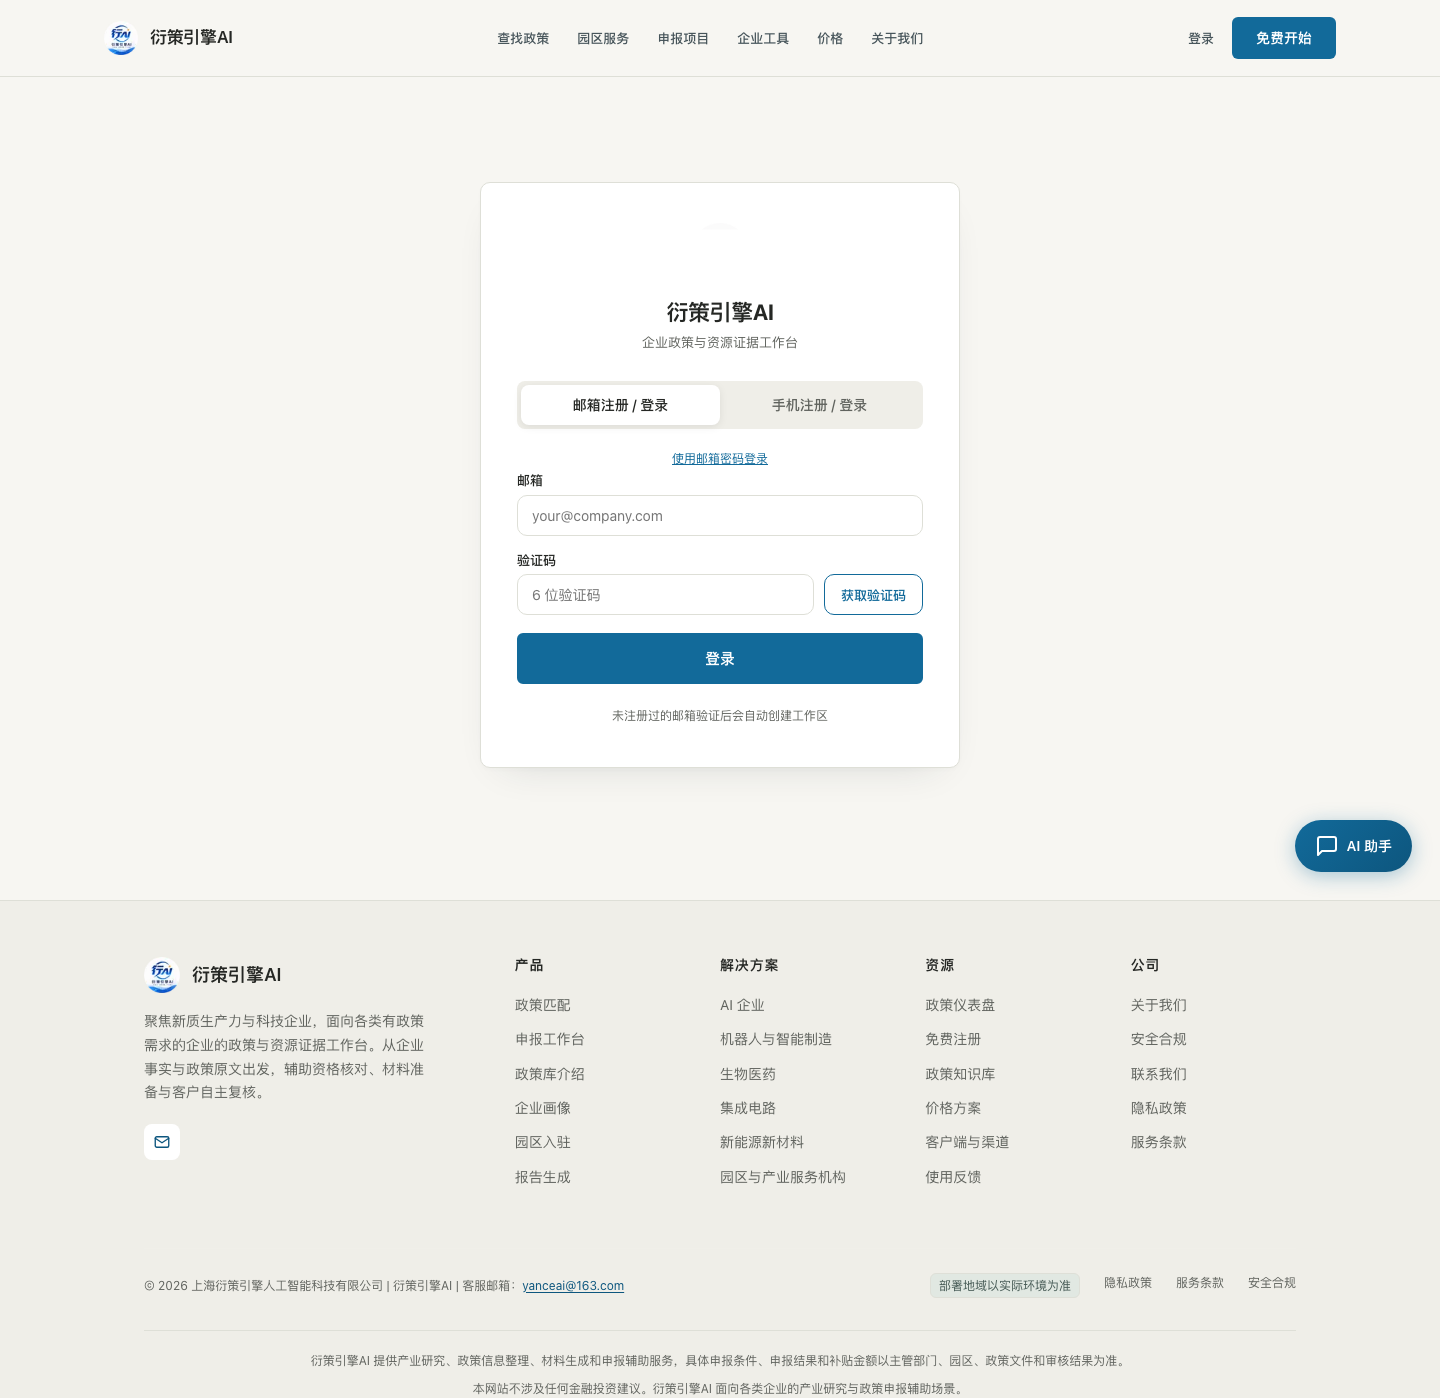 衍策引擎AI
查找政策 园区服务 申报项目 企业工具 价格 关于我们
登录 免费开始
衍策引擎AI
企业政策与资源证据工作台
邮箱注册 / 登录 手机注册 / 登录
使用邮箱密码登录
邮箱
your@company.com
验证码
6 位验证码 获取验证码
登录
未注册过的邮箱验证后会自动创建工作区
AI 助手
衍策引擎AI
聚焦新质生产力与科技企业，面向各类有政策
需求的企业的政策与资源证据工作台。从企业
事实与政策原文出发，辅助资格核对、材料准
备与客户自主复核。
产品
政策匹配
申报工作台
政策库介绍
企业画像
园区入驻
报告生成
解决方案
AI 企业
机器人与智能制造
生物医药
集成电路
新能源新材料
园区与产业服务机构
资源
政策仪表盘
免费注册
政策知识库
价格方案
客户端与渠道
使用反馈
公司
关于我们
安全合规
联系我们
隐私政策
服务条款
© 2026 上海衍策引擎人工智能科技有限公司 | 衍策引擎AI | 客服邮箱：yanceai@163.com
部署地域以实际环境为准 隐私政策 服务条款 安全合规
衍策引擎AI 提供产业研究、政策信息整理、材料生成和申报辅助服务，具体申报条件、申报结果和补贴金额以主管部门、园区、政策文件和审核结果为准。
本网站不涉及任何金融投资建议。衍策引擎AI 面向各类企业的产业研究与政策申报辅助场景。